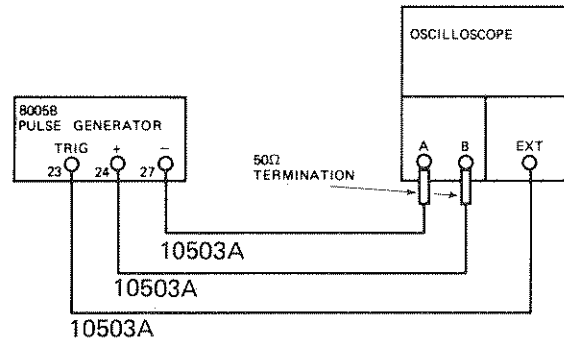 OSCILLOSCOPE
8005B
PULSE GENERATOR
TRIG + −
23 24 27
A B EXT
50Ω
TERMINATION
10503A
10503A
10503A